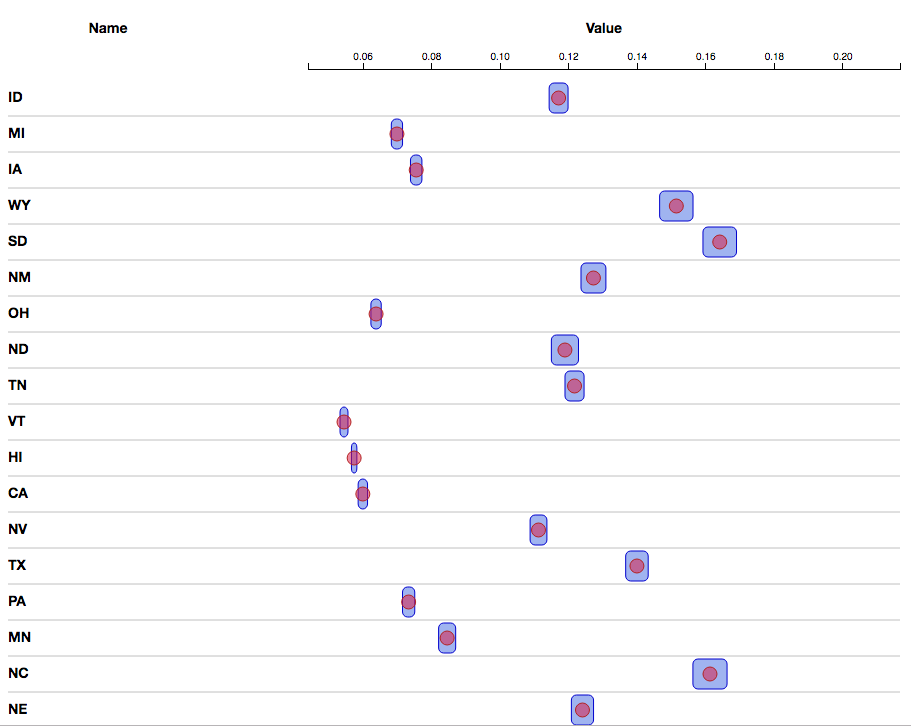 Name Value
0.06 0.08 0.10 0.12 0.14 0.16 0.18 0.20
ID
MI
IA
WY
SD
NM
OH
ND
TN
VT
HI
CA
NV
TX
PA
MN
NC
NE